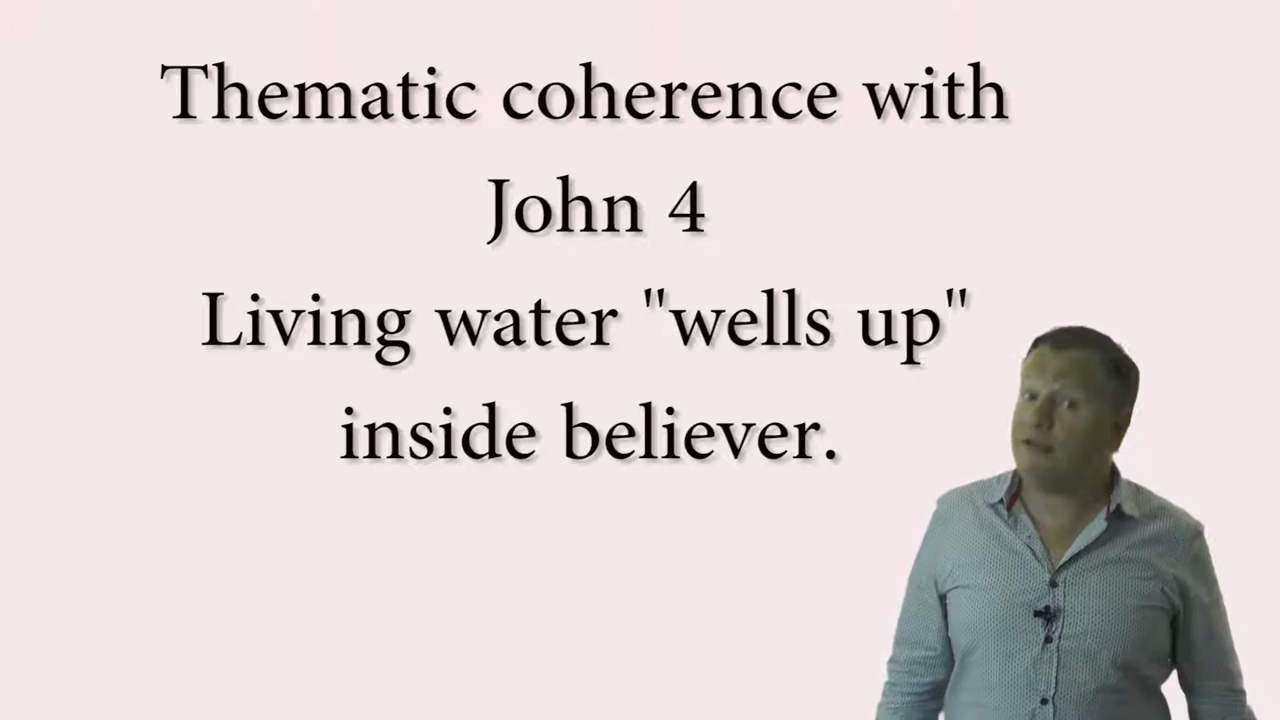 Thematic coherence with
John 4
Living water "wells up"
inside believer.